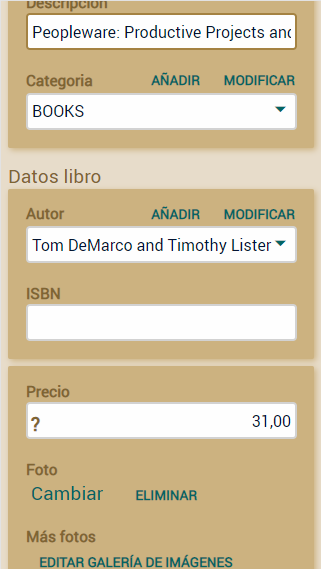 Descripción
Peopleware: Productive Projects and
Categoria AÑADIR MODIFICAR
BOOKS
Datos libro
Autor AÑADIR MODIFICAR
Tom DeMarco and Timothy Lister
ISBN
Precio
? 31,00
Foto
Cambiar ELIMINAR
Más fotos
EDITAR GALERÍA DE IMÁGENES